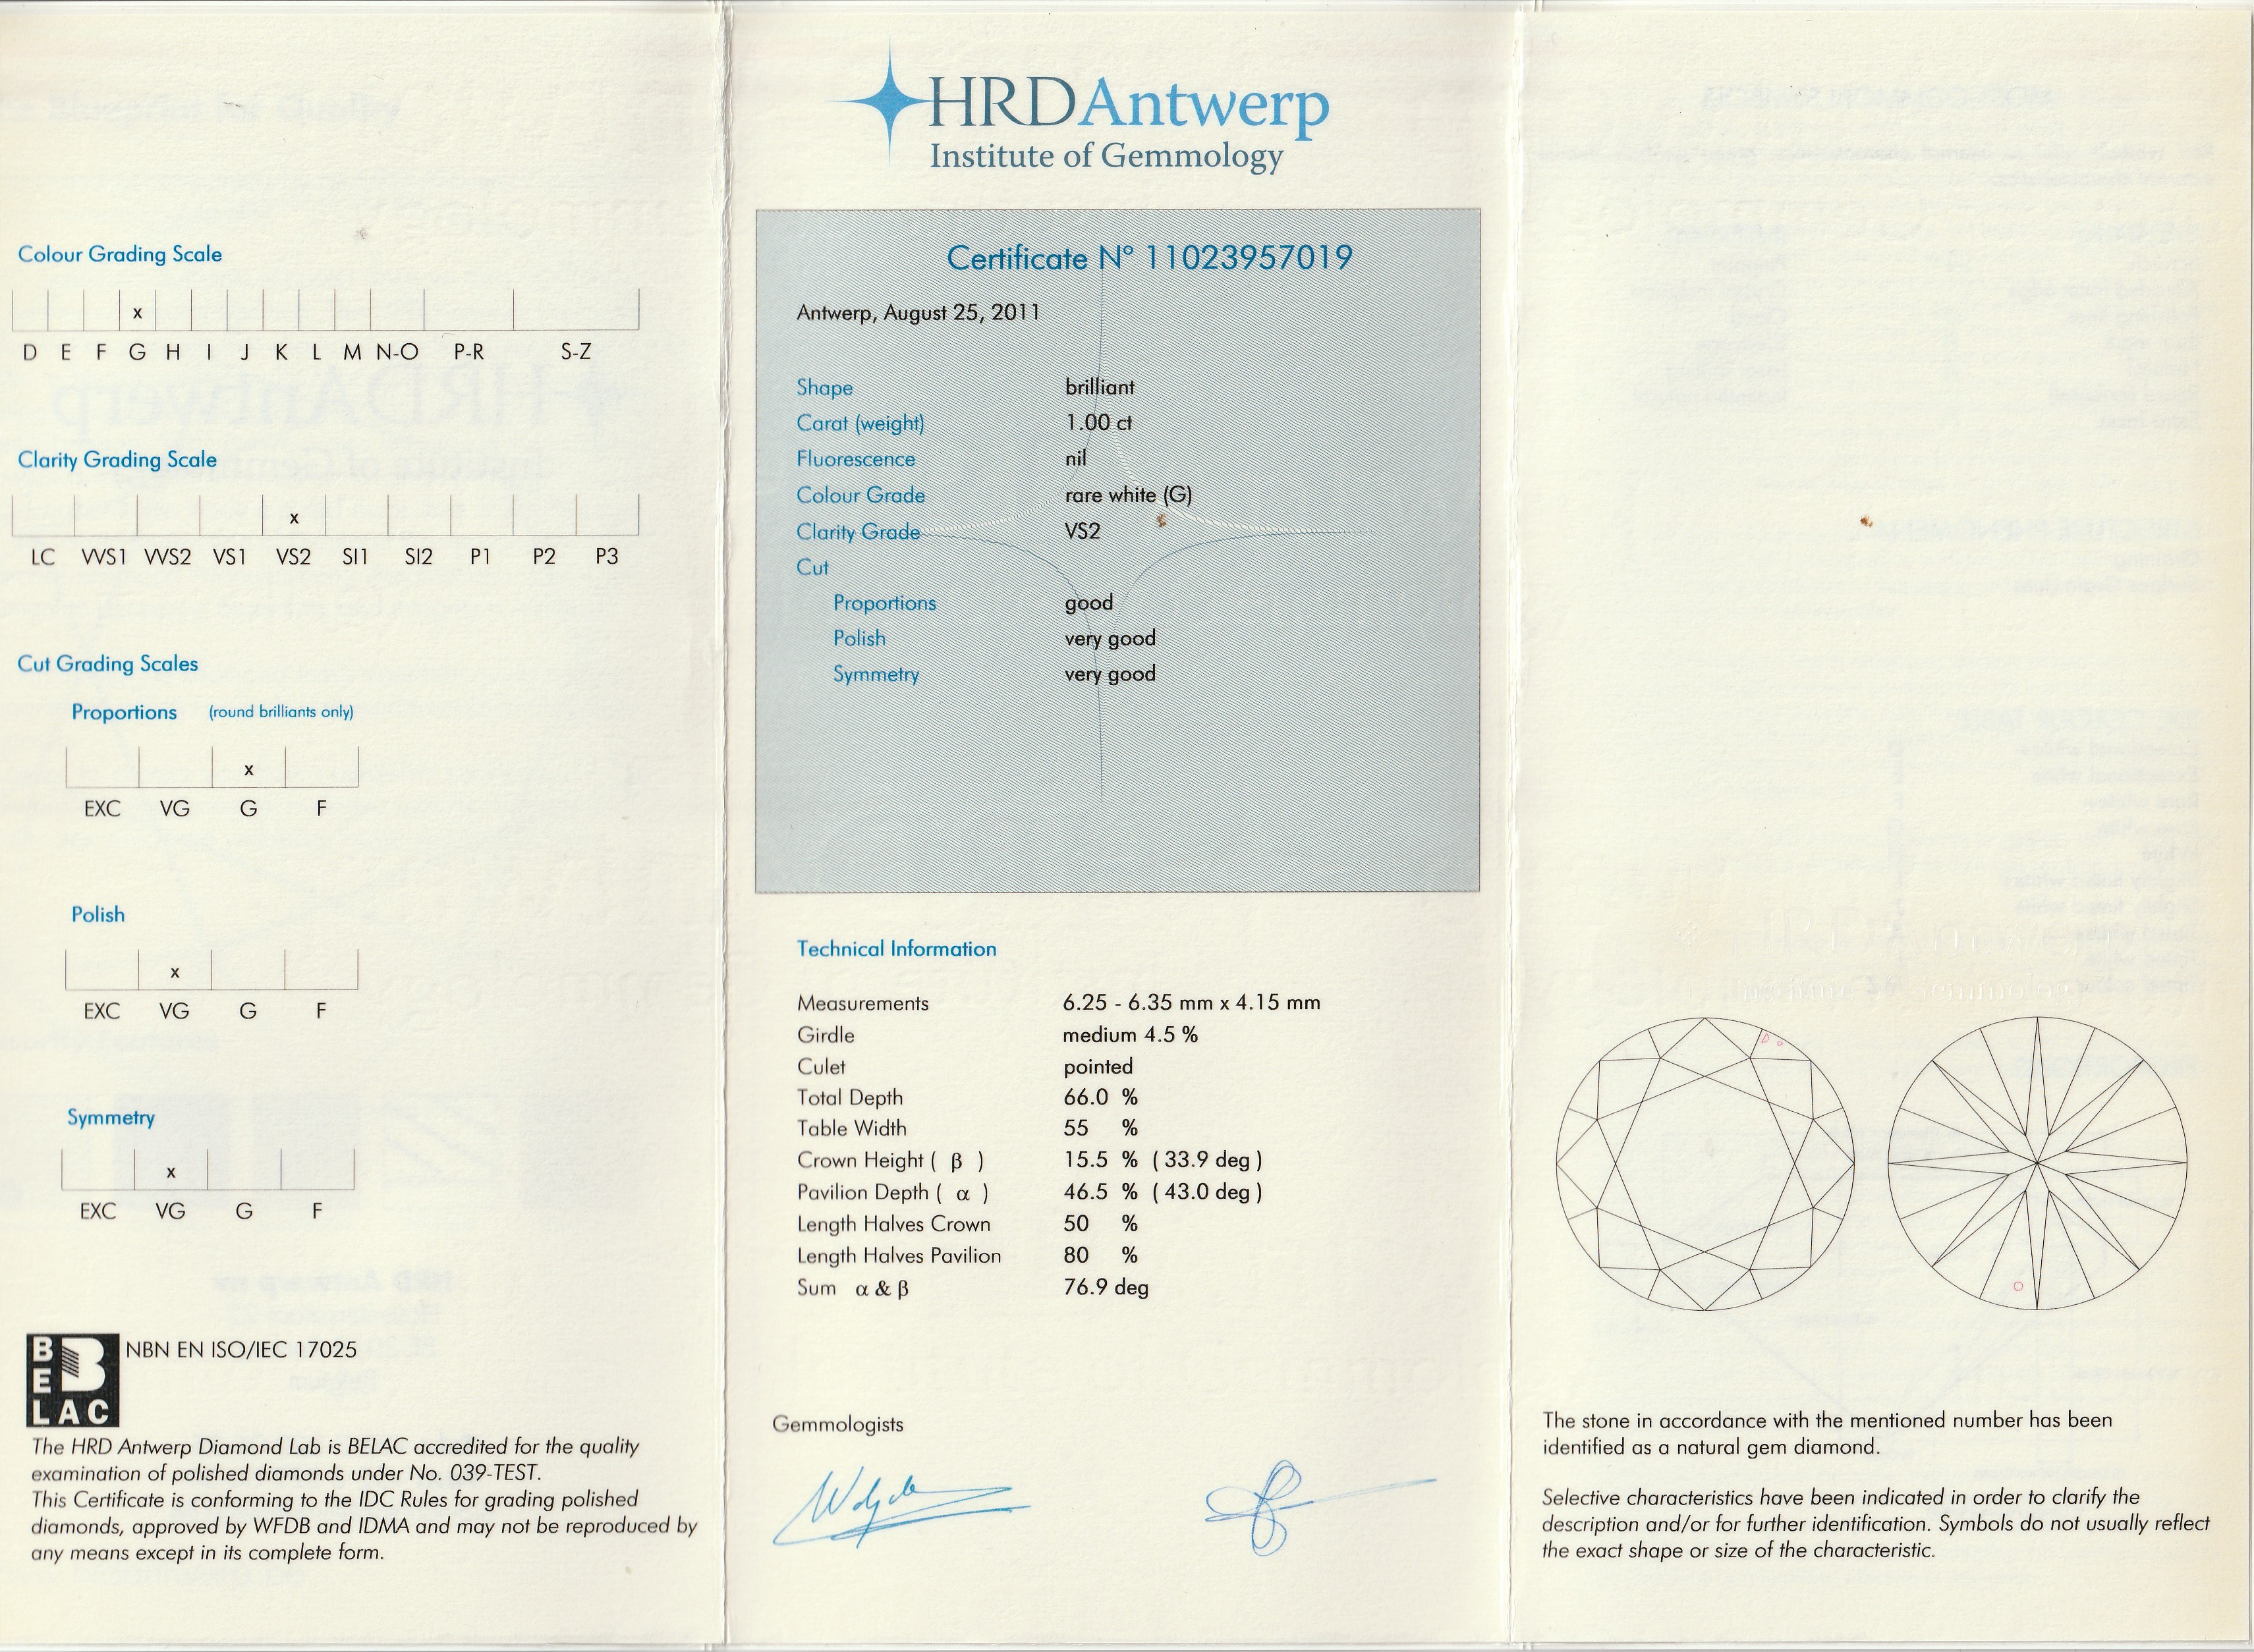 Colour Grading Scale
x
D E F G H I J K L M N-O P-R S-Z
Clarity Grading Scale
x
LC VVS1 VVS2 VS1 VS2 SI1 SI2 P1 P2 P3
Cut Grading Scales
Proportions (round brilliants only)
x
EXC VG G F
Polish
x
EXC VG G F
Symmetry
x
EXC VG G F
BELAC
NBN EN ISO/IEC 17025
The HRD Antwerp Diamond Lab is BELAC accredited for the quality
examination of polished diamonds under No. 039-TEST.
This Certificate is conforming to the IDC Rules for grading polished
diamonds, approved by WFDB and IDMA and may not be reproduced by
any means except in its complete form.
HRDAntwerp
Institute of Gemmology
Certificate N° 11023957019
Antwerp, August 25, 2011
Shape brilliant
Carat (weight) 1.00 ct
Fluorescence nil
Colour Grade rare white (G)
Clarity Grade VS2
Cut
Proportions good
Polish very good
Symmetry very good
Technical Information
Measurements 6.25 - 6.35 mm x 4.15 mm
Girdle medium 4.5 %
Culet pointed
Total Depth 66.0 %
Table Width 55 %
Crown Height ( β ) 15.5 % ( 33.9 deg )
Pavilion Depth ( α ) 46.5 % ( 43.0 deg )
Length Halves Crown 50 %
Length Halves Pavilion 80 %
Sum α & β 76.9 deg
Gemmologists
HRDAntwerp
Institute of Gemmology
The stone in accordance with the mentioned number has been
identified as a natural gem diamond.
Selective characteristics have been indicated in order to clarify the
description and/or for further identification. Symbols do not usually reflect
the exact shape or size of the characteristic.